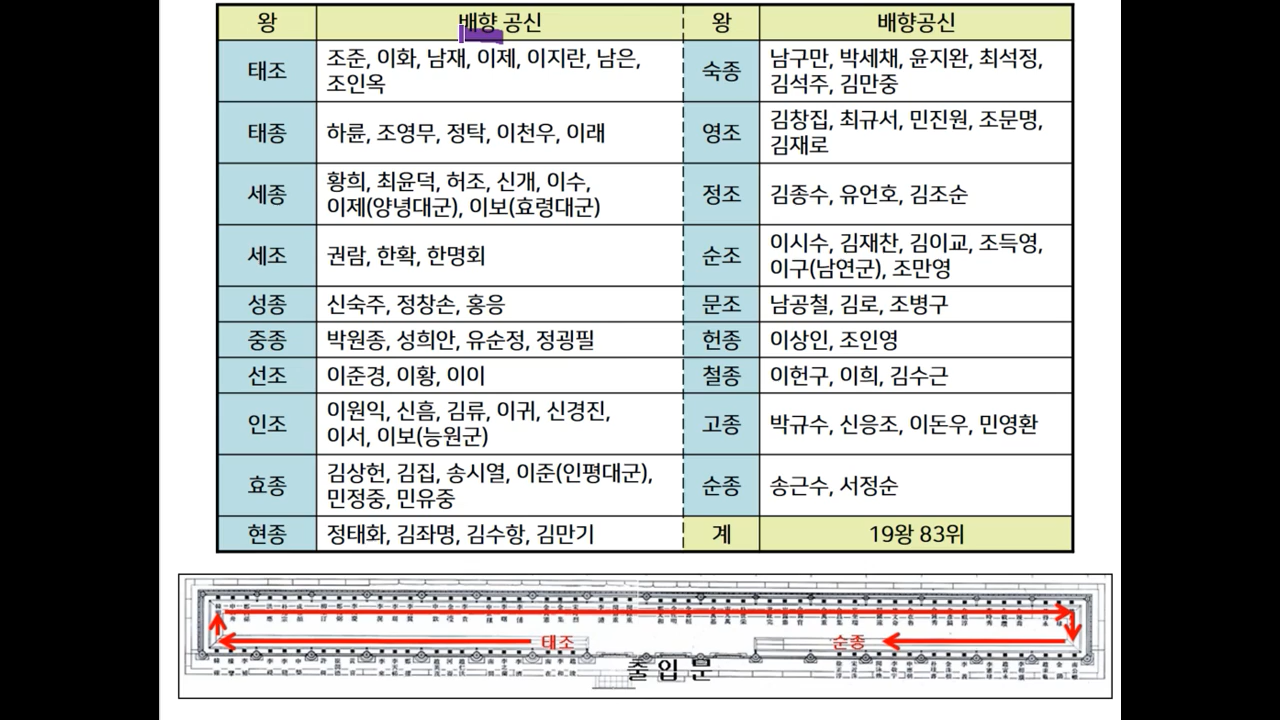 왕 배향 공신 왕 배향공신
태조 조준, 이화, 남재, 이제, 이지란, 남은, 조인옥 숙종 남구만, 박세채, 윤지완, 최석정, 김석주, 김만중
태종 하륜, 조영무, 정탁, 이천우, 이래 영조 김창집, 최규서, 민진원, 조문명, 김재로
세종 황희, 최윤덕, 허조, 신개, 이수, 이제(양녕대군), 이보(효령대군) 정조 김종수, 유언호, 김조순
세조 권람, 한확, 한명회 순조 이시수, 김재찬, 김이교, 조득영, 이구(남연군), 조만영
성종 신숙주, 정창손, 홍응 문조 남공철, 김로, 조병구
중종 박원종, 성희안, 유순정, 정굉필 헌종 이상인, 조인영
선조 이준경, 이황, 이이 철종 이헌구, 이희, 김수근
인조 이원익, 신흠, 김류, 이귀, 신경진, 이서, 이보(능원군) 고종 박규수, 신응조, 이돈우, 민영환
효종 김상헌, 김집, 송시열, 이준(인평대군), 민정중, 민유중 순종 송근수, 서정순
현종 정태화, 김좌명, 김수항, 김만기 계 19왕 83위
태조 순종
출입문